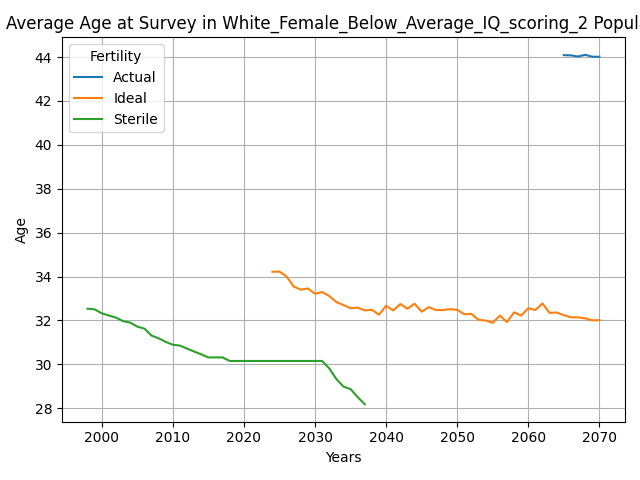 Average Age at Survey in White_Female_Below_Average_IQ_scoring_2 Popul
Fertility
Actual
Ideal
Sterile
Age
44
42
40
38
36
34
32
30
28
2000 2010 2020 2030 2040 2050 2060 2070
Years